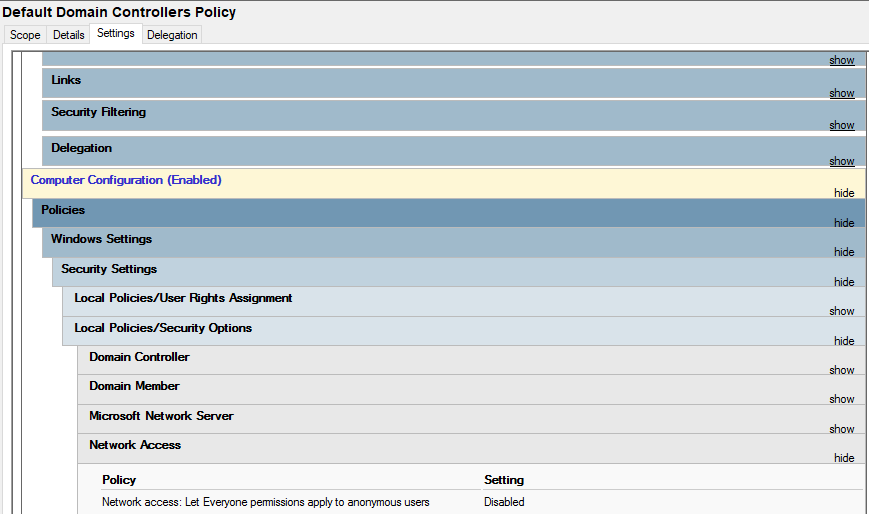 Default Domain Controllers Policy
Scope Details Settings Delegation
show
Links
show
Security Filtering
show
Delegation
show
Computer Configuration (Enabled)
hide
Policies
hide
Windows Settings
hide
Security Settings
hide
Local Policies/User Rights Assignment
show
Local Policies/Security Options
hide
Domain Controller
show
Domain Member
show
Microsoft Network Server
show
Network Access
hide
Policy Setting
Network access: Let Everyone permissions apply to anonymous users Disabled